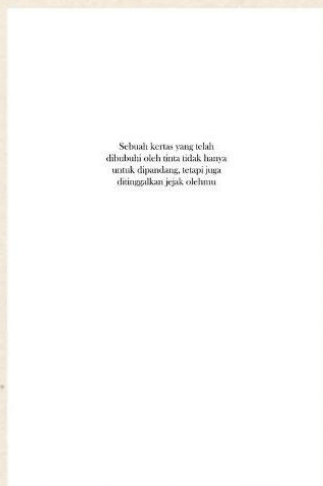 Sebuah kertas yang telah
dibubuhi oleh tinta tidak hanya
untuk dipandang, tetapi juga
ditinggalkan jejak olehmu